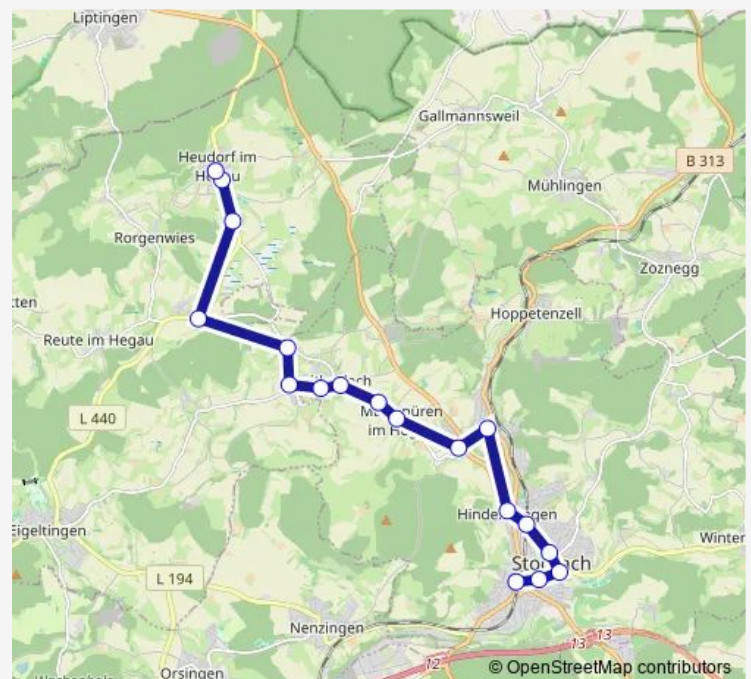 Liptingen
Gallmannsweil
Heudorf im
B 313
Mühlingen
Rorgenwies
Zoznegg
Hoppetenzell
Reute im Hegau
L 440
im
Eigeltingen
Winter
L 194
Nenzingen
13
13
12
Orsingen
© OpenStreetMap contributors